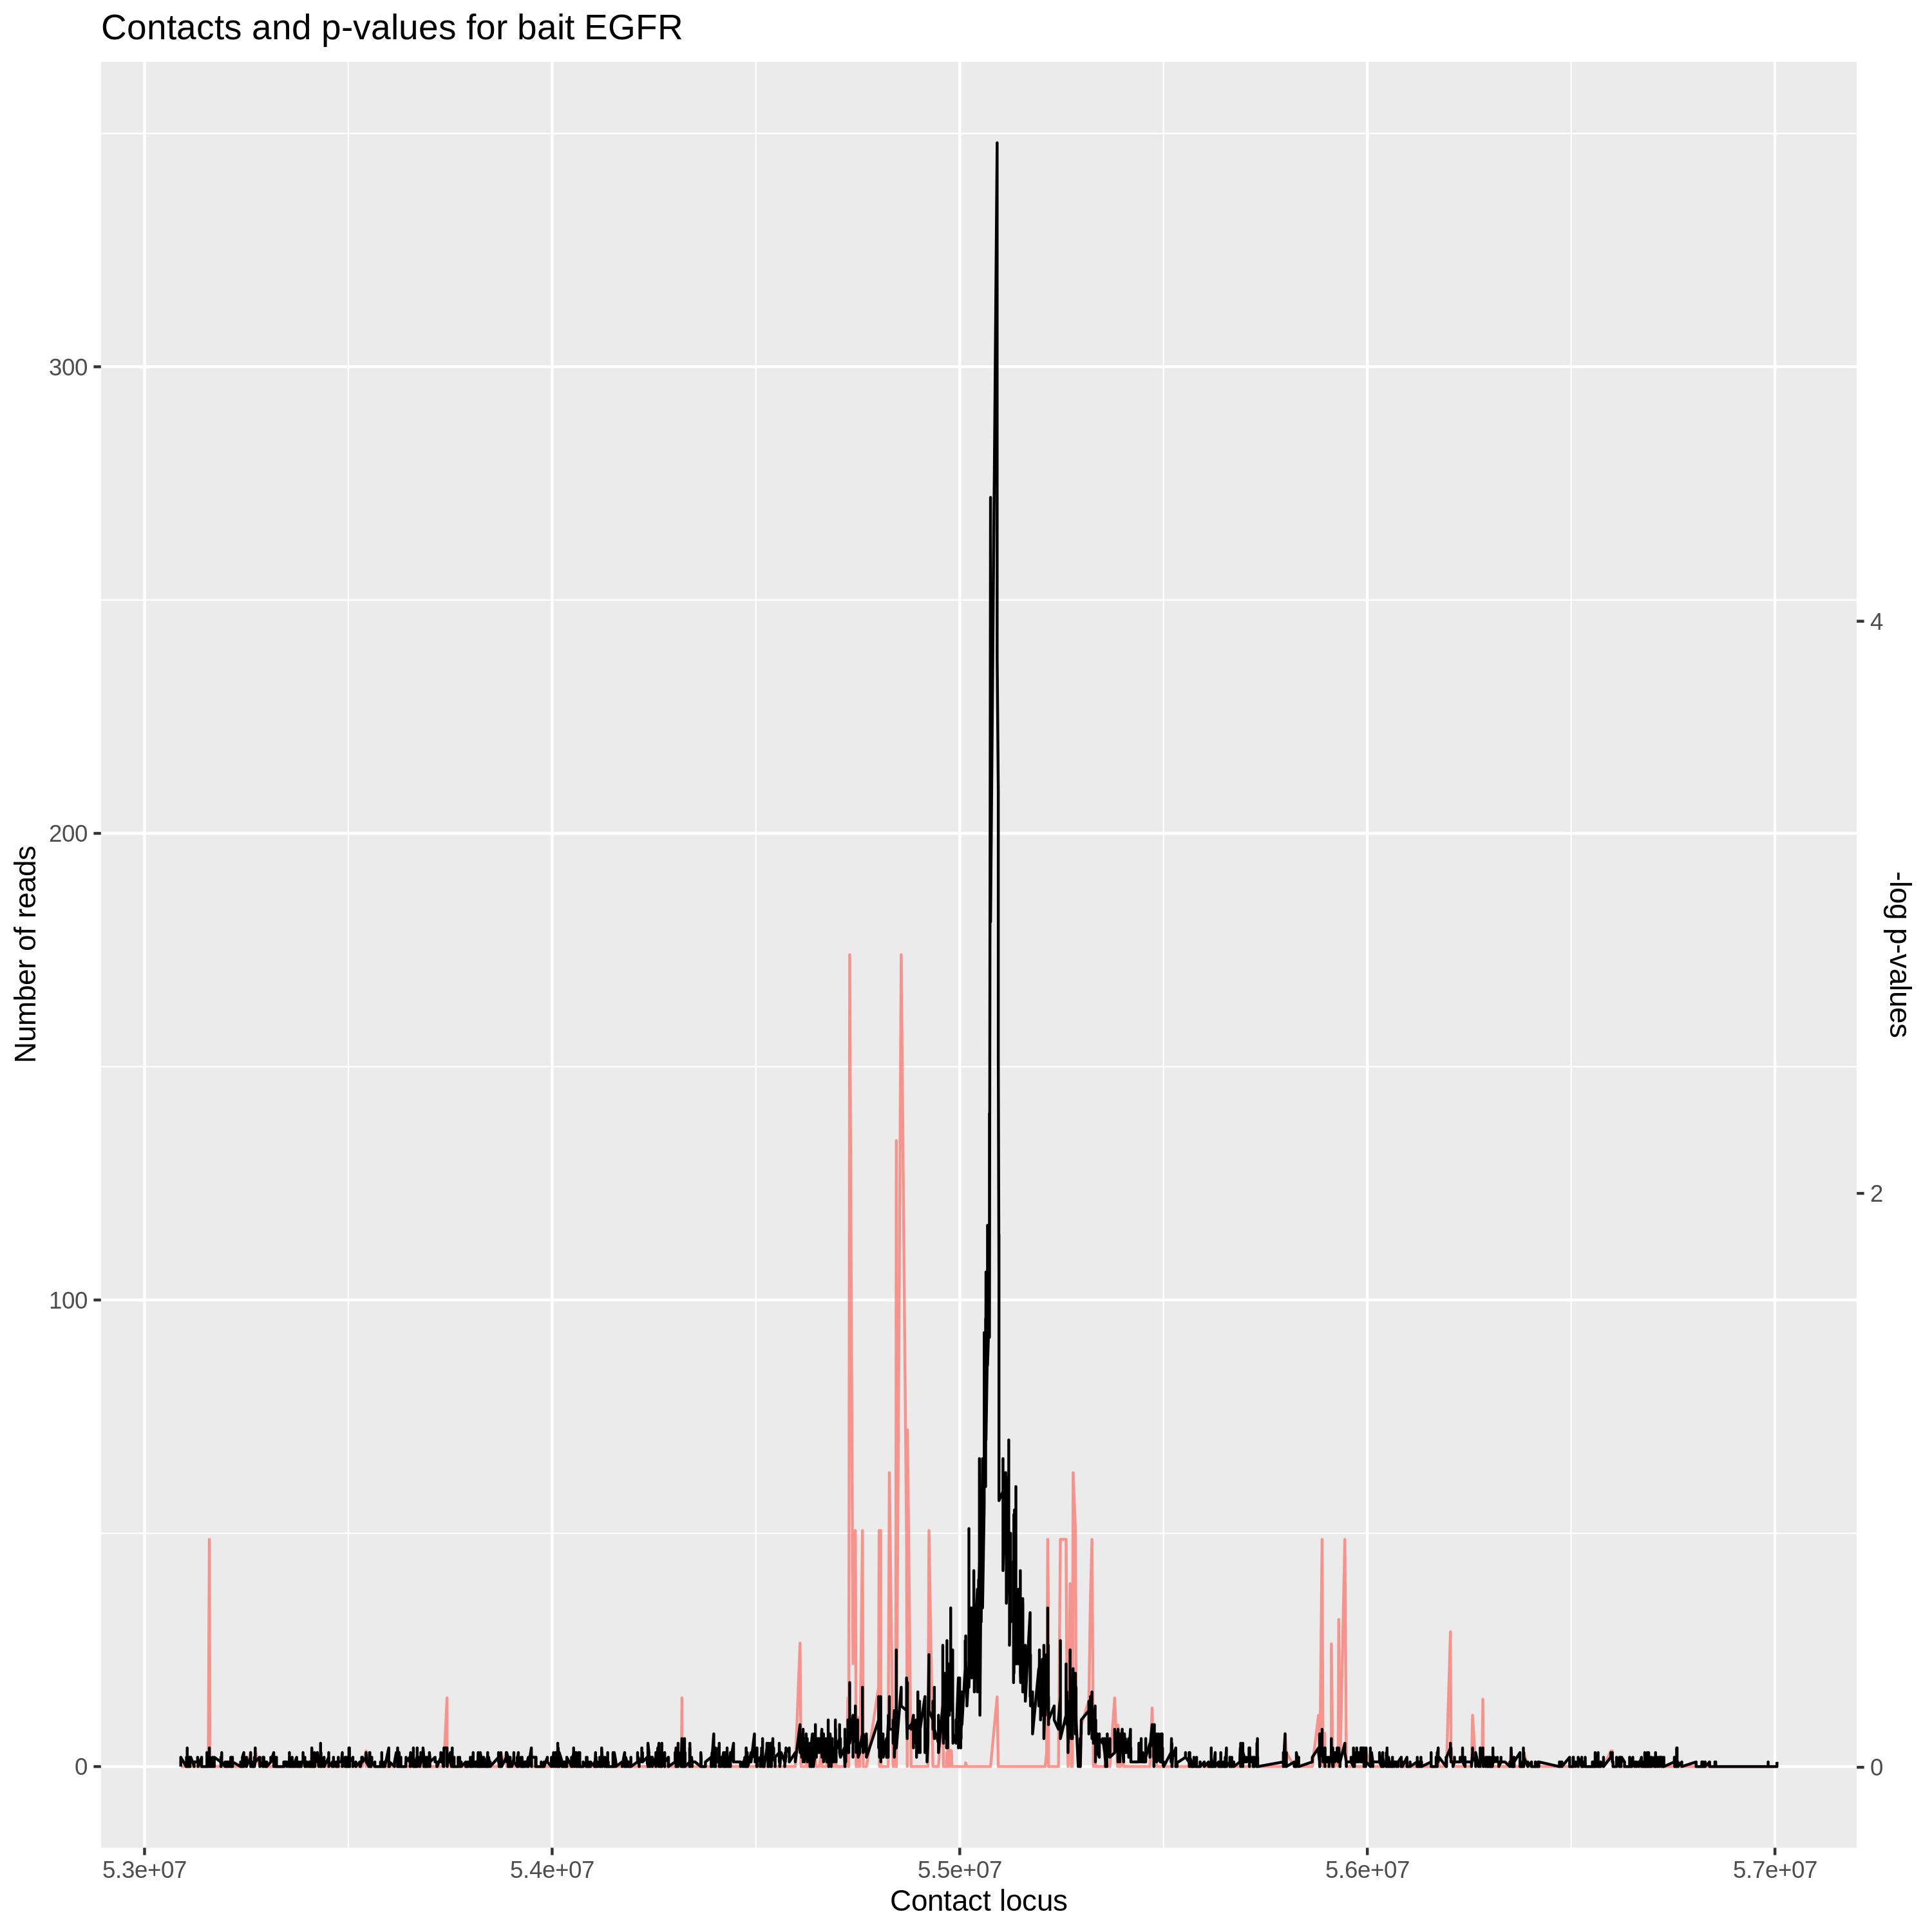 Contacts and p-values for bait EGFR
Number of reads
300
200
100
0
4
2
0
-log p-values
5.3e+07
5.4e+07
5.5e+07
5.6e+07
5.7e+07
Contact locus